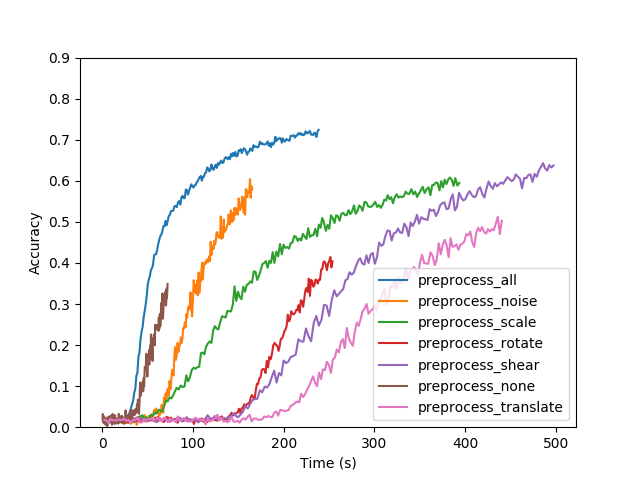 0.9
0.8
0.7
0.6
0.5
0.4
0.3
0.2
0.1
0.0
Accuracy
preprocess_all
preprocess_noise
preprocess_scale
preprocess_rotate
preprocess_shear
preprocess_none
preprocess_translate
0 100 200 300 400 500
Time (s)